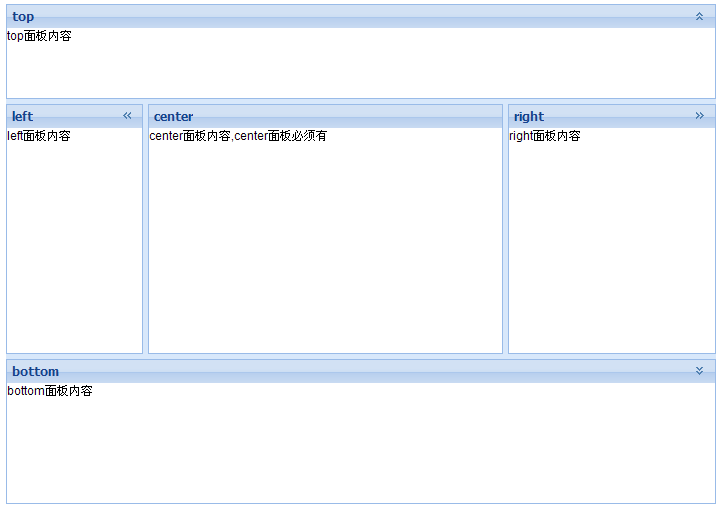 top
top面板内容
left
center
right
left面板内容
center面板内容,center面板必须有
right面板内容
bottom
bottom面板内容